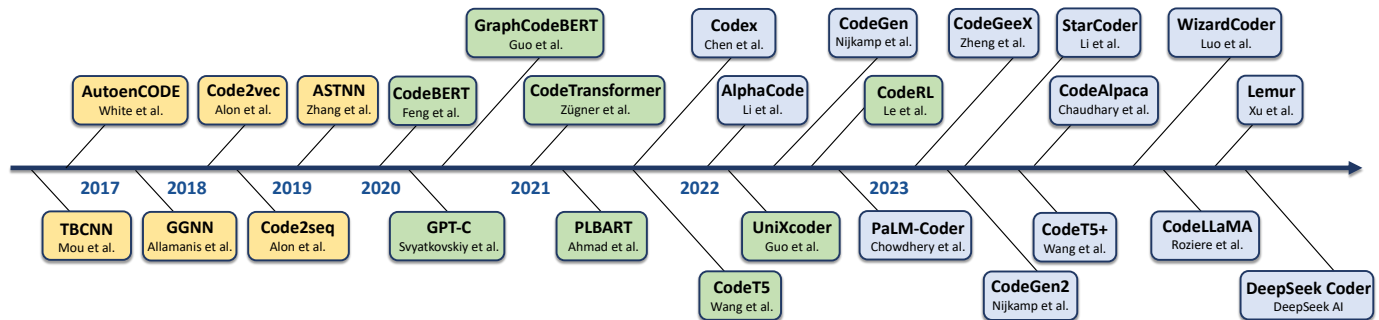 GraphCodeBERT
Guo et al.
Codex
Chen et al.
CodeGen
Nijkamp et al.
CodeGeeX
Zheng et al.
StarCoder
Li et al.
WizardCoder
Luo et al.
AutoenCODE
White et al.
Code2vec
Alon et al.
ASTNN
Zhang et al.
CodeBERT
Feng et al.
CodeTransformer
Zügner et al.
AlphaCode
Li et al.
CodeRL
Le et al.
CodeAlpaca
Chaudhary et al.
Lemur
Xu et al.
2017
2018
2019
2020
2021
2022
2023
TBCNN
Mou et al.
GGNN
Allamanis et al.
Code2seq
Alon et al.
GPT-C
Svyatkovskiy et al.
PLBART
Ahmad et al.
UniXcoder
Guo et al.
PaLM-Coder
Chowdhery et al.
CodeT5+
Wang et al.
CodeLLaMA
Roziere et al.
CodeT5
Wang et al.
CodeGen2
Nijkamp et al.
DeepSeek Coder
DeepSeek AI